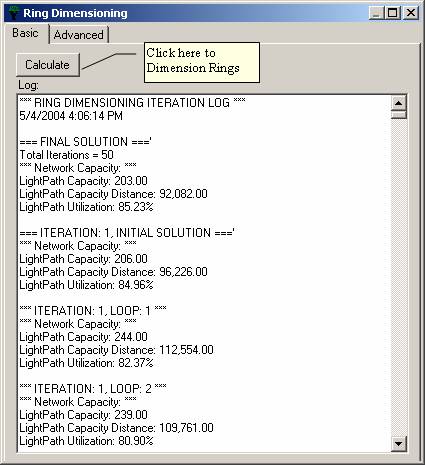 Ring Dimensioning
Basic
Advanced
Calculate
Click here to
Dimension Rings
Log:
*** RING DIMENSIONING ITERATION LOG ***
5/4/2004 4:06:14 PM
=== FINAL SOLUTION ==='
Total Iterations = 50
*** Network Capacity: ***
LightPath Capacity: 203.00
LightPath Capacity Distance: 92,082.00
LightPath Utilization: 85.23%
=== ITERATION: 1, INITIAL SOLUTION ==='
*** Network Capacity: ***
LightPath Capacity: 206.00
LightPath Capacity Distance: 96,226.00
LightPath Utilization: 84.96%
*** ITERATION: 1, LOOP: 1 ***
*** Network Capacity: ***
LightPath Capacity: 244.00
LightPath Capacity Distance: 112,554.00
LightPath Utilization: 82.37%
*** ITERATION: 1, LOOP: 2 ***
*** Network Capacity: ***
LightPath Capacity: 239.00
LightPath Capacity Distance: 109,761.00
LightPath Utilization: 80.90%